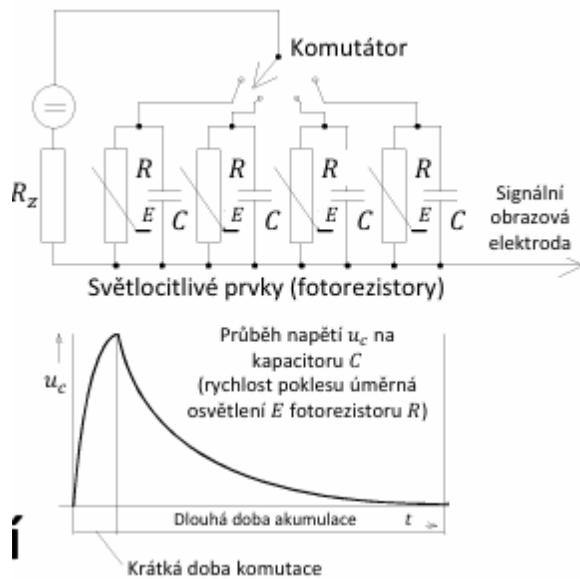 Komutátor
R_z
R
E
C
R
E
C
R
E
C
R
E
C
Signální
obrazová
elektroda
Světlocitlivé prvky (fotorezistory)
Průběh napětí u_c na
kapacitoru C
(rychlost poklesu úměrná
osvětlení E fotorezistoru R)
u_c
Dlouhá doba akumulace
t
Krátká doba komutace
í